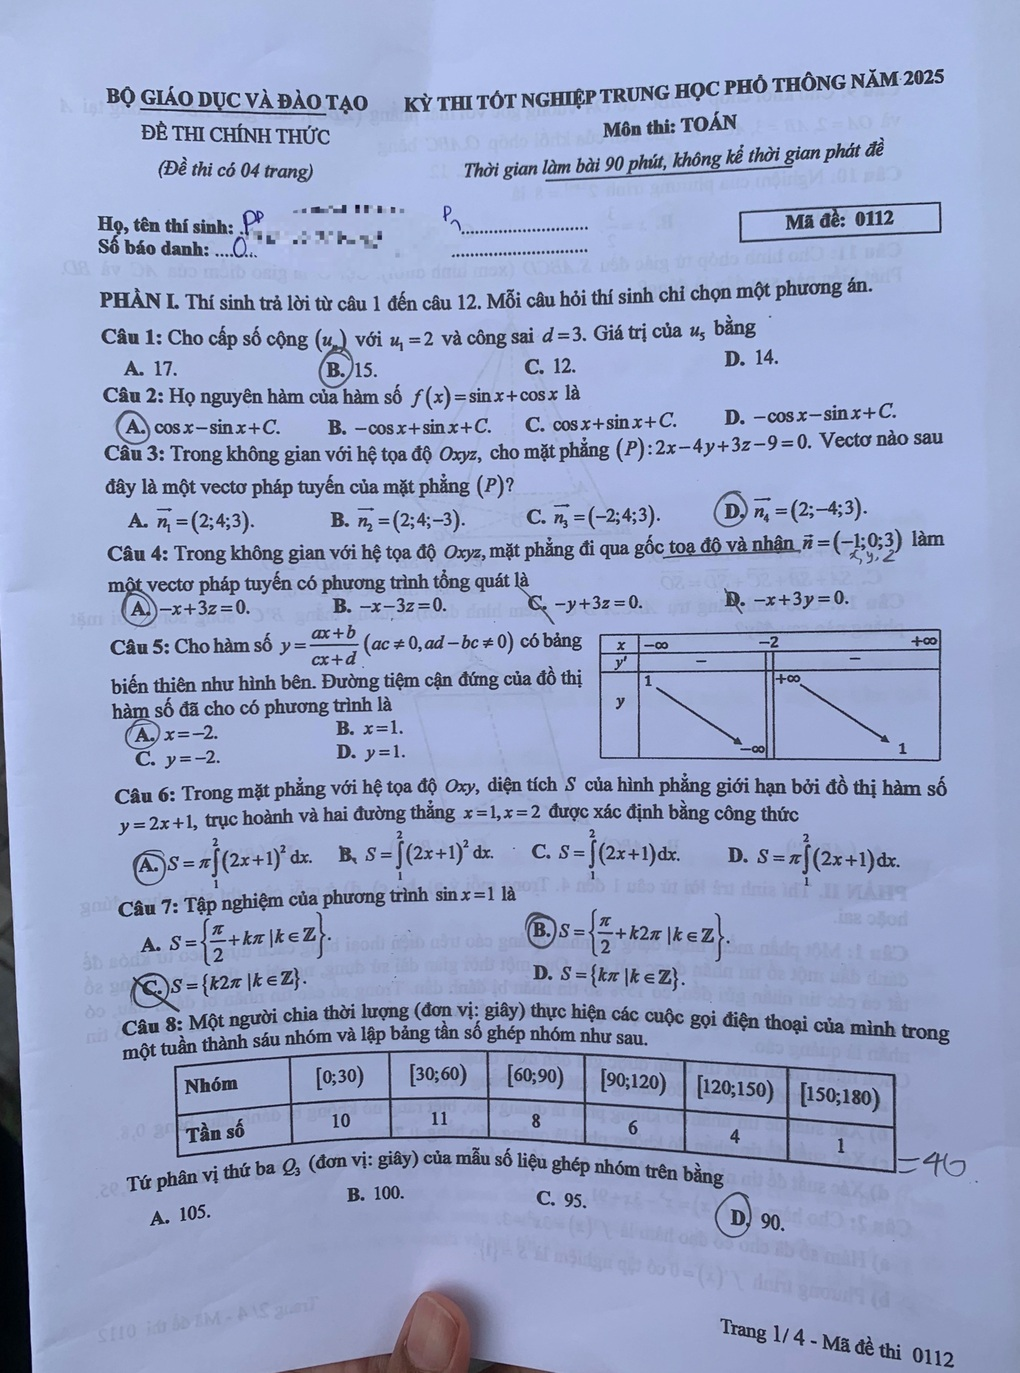 BỘ GIÁO DỤC VÀ ĐÀO TẠO KỲ THI TỐT NGHIỆP TRUNG HỌC PHỔ THÔNG NĂM 2025
ĐỀ THI CHÍNH THỨC Môn thi: TOÁN
(Đề thi có 04 trang) Thời gian làm bài 90 phút, không kể thời gian phát đề
Họ, tên thí sinh:
Số báo danh:
Mã đề: 0112
PHẦN I. Thí sinh trả lời từ câu 1 đến câu 12. Mỗi câu hỏi thí sinh chỉ chọn một phương án.
Câu 1: Cho cấp số cộng (uₙ) với u₁ = 2 và công sai d = 3. Giá trị của u₅ bằng
A. 17. B. 15. C. 12. D. 14.
Câu 2: Họ nguyên hàm của hàm số f(x) = sin x + cos x là
A. cos x − sin x + C. B. −cos x + sin x + C. C. cos x + sin x + C. D. −cos x − sin x + C.
Câu 3: Trong không gian với hệ tọa độ Oxyz, cho mặt phẳng (P): 2x − 4y + 3z − 9 = 0. Vectơ nào sau
đây là một vectơ pháp tuyến của mặt phẳng (P)?
A. n₁ = (2;4;3). B. n₂ = (2;4;−3). C. n₃ = (−2;4;3). D. n₄ = (2;−4;3).
Câu 4: Trong không gian với hệ tọa độ Oxyz, mặt phẳng đi qua gốc toạ độ và nhận n = (−1;0;3) làm
x, y, z
một vectơ pháp tuyến có phương trình tổng quát là
A. −x + 3z = 0. B. −x − 3z = 0. C. −y + 3z = 0. D. −x + 3y = 0.
Câu 5: Cho hàm số y = (ax + b)/(cx + d) (ac ≠ 0, ad − bc ≠ 0) có bảng
biến thiên như hình bên. Đường tiệm cận đứng của đồ thị
hàm số đã cho có phương trình là
A. x = −2. B. x = 1.
C. y = −2. D. y = 1.
x −∞ −2 +∞
y' − −
y 1 −∞ +∞ 1
Câu 6: Trong mặt phẳng với hệ tọa độ Oxy, diện tích S của hình phẳng giới hạn bởi đồ thị hàm số
y = 2x + 1, trục hoành và hai đường thẳng x = 1, x = 2 được xác định bằng công thức
A. S = π∫₁²(2x+1)² dx. B. S = ∫₁²(2x+1)² dx. C. S = ∫₁²(2x+1)dx. D. S = π∫₁²(2x+1)dx.
Câu 7: Tập nghiệm của phương trình sin x = 1 là
A. S = {π/2 + kπ | k ∈ ℤ}. B. S = {π/2 + k2π | k ∈ ℤ}.
C. S = {k2π | k ∈ ℤ}. D. S = {kπ | k ∈ ℤ}.
Câu 8: Một người chia thời lượng (đơn vị: giây) thực hiện các cuộc gọi điện thoại của mình trong
một tuần thành sáu nhóm và lập bảng tần số ghép nhóm như sau.
Nhóm [0;30) [30;60) [60;90) [90;120) [120;150) [150;180)
Tần số 10 11 8 6 4 1
= 40
Tứ phân vị thứ ba Q₃ (đơn vị: giây) của mẫu số liệu ghép nhóm trên bằng
A. 105. B. 100. C. 95. D. 90.
Trang 1/ 4 - Mã đề thi 0112